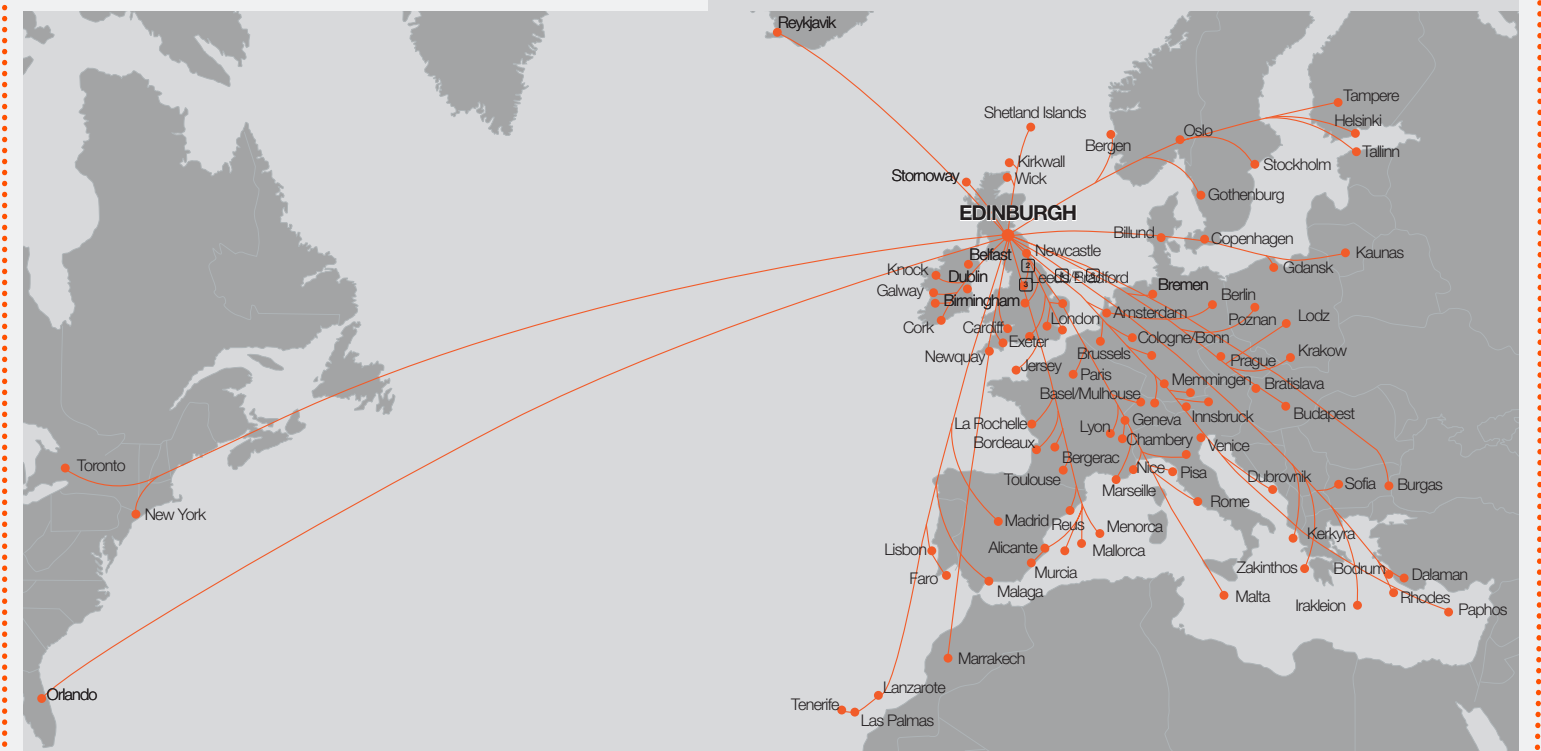 Reykjavik
Tampere
Shetland Islands
Helsinki
Oslo
Bergen
Tallinn
Kirkwall
Stockholm
Stornoway
Wick
Gothenburg
EDINBURGH
Billund
Copenhagen
Newcastle
Kaunas
Belfast
Gdansk
Knock
2
Dublin
Leeds/Bradford
3
Bremen
Galway
Birmingham
Berlin
Amsterdam
Poznan
Lodz
London
Cork
Cardiff
Exeter
Cologne/Bonn
Newquay
Brussels
Prague
Krakow
Jersey
Paris
Memmingen
Bratislava
Basel/Mulhouse
Innsbruck
Budapest
La Rochelle
Geneva
Lyon
Bordeaux
Chambery
Venice
Bergerac
Toronto
Nice
Pisa
Toulouse
Dubrovnik
Sofia
Burgas
Marseille
Rome
New York
Madrid
Reus
Menorca
Kerkyra
Lisbon
Alicante
Mallorca
Zakinthos
Bodrum
Dalaman
Faro
Murcia
Malaga
Malta
Irakleion
Rhodes
Paphos
Marrakech
Orlando
Lanzarote
Tenerife
Las Palmas